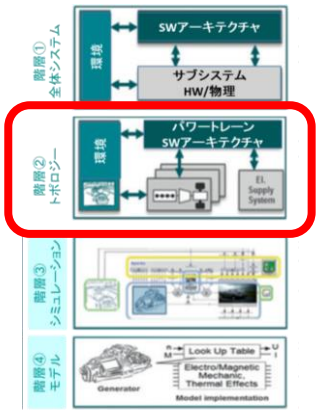 階層①
全体システム
環境
SWアーキテクチャ
サブシステム
HW/物理
階層②
トポロジー
環境
パワートレーン
SWアーキテクチャ
El.
Supply
System
階層③
シミュレーション
階層④
モデル
Generator
n
M
Look Up Table
U
I
Electro/Magnetic
Mechanic,
Thermal Effects
Model implementation